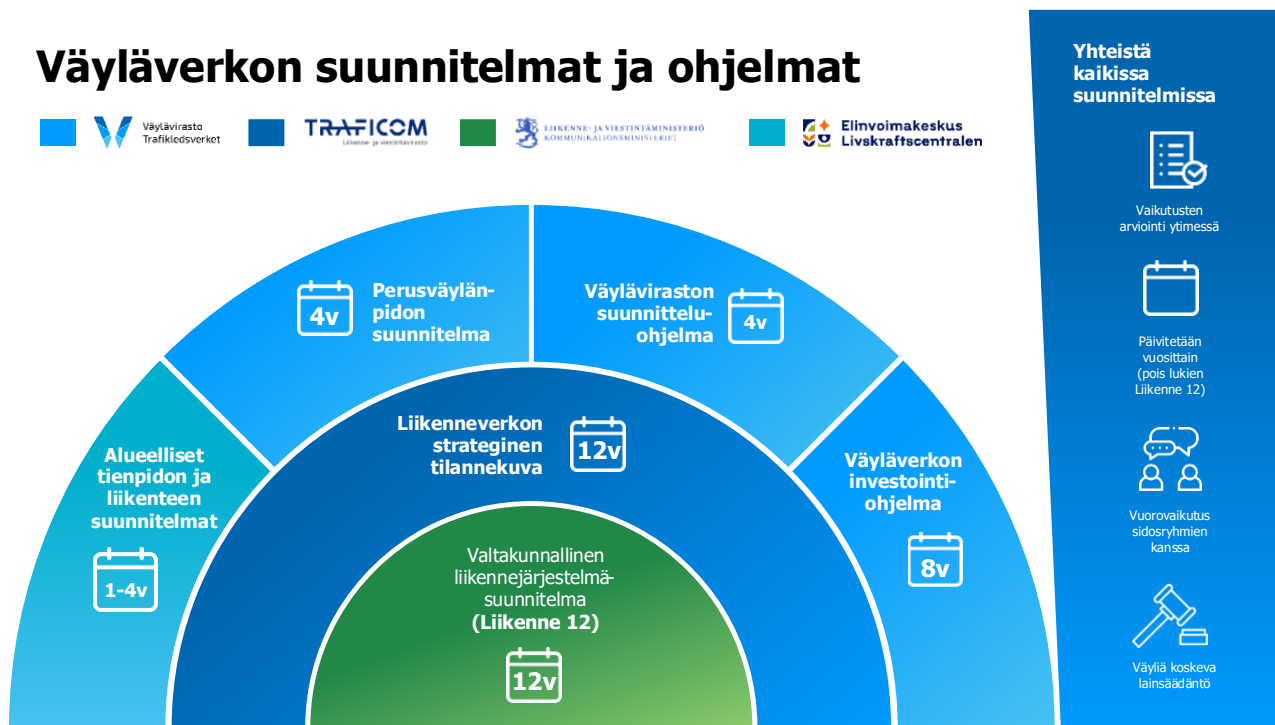 Väyläverkon suunnitelmat ja ohjelmat
Väylävirasto
Trafikledsverket
TRAFICOM
Liikenne- ja viestintävirasto
LIIKENNE- JA VIESTINTÄMINISTERIÖ
KOMMUNIKATIONSMINISTERIET
Elinvoimakeskus
Livskraftscentralen
Alueelliset
tienpidon ja
liikenteen
suunnitelmat
1-4v
4v
Perusväylän-
pidon
suunnitelma
Väyläviraston
suunnittelu-
ohjelma
4v
Väyläverkon
investointi-
ohjelma
8v
Liikenneverkon
strateginen
tilannekuva
12v
Valtakunnallinen
liikennejärjestelmä-
suunnitelma
(Liikenne 12)
12v
Yhteistä
kaikissa
suunnitelmissa
Vaikutusten
arviointi ytimessä
Päivitetään
vuosittain
(pois lukien
Liikenne 12)
Vuorovaikutus
sidosryhmien
kanssa
Väyliä koskeva
lainsäädäntö